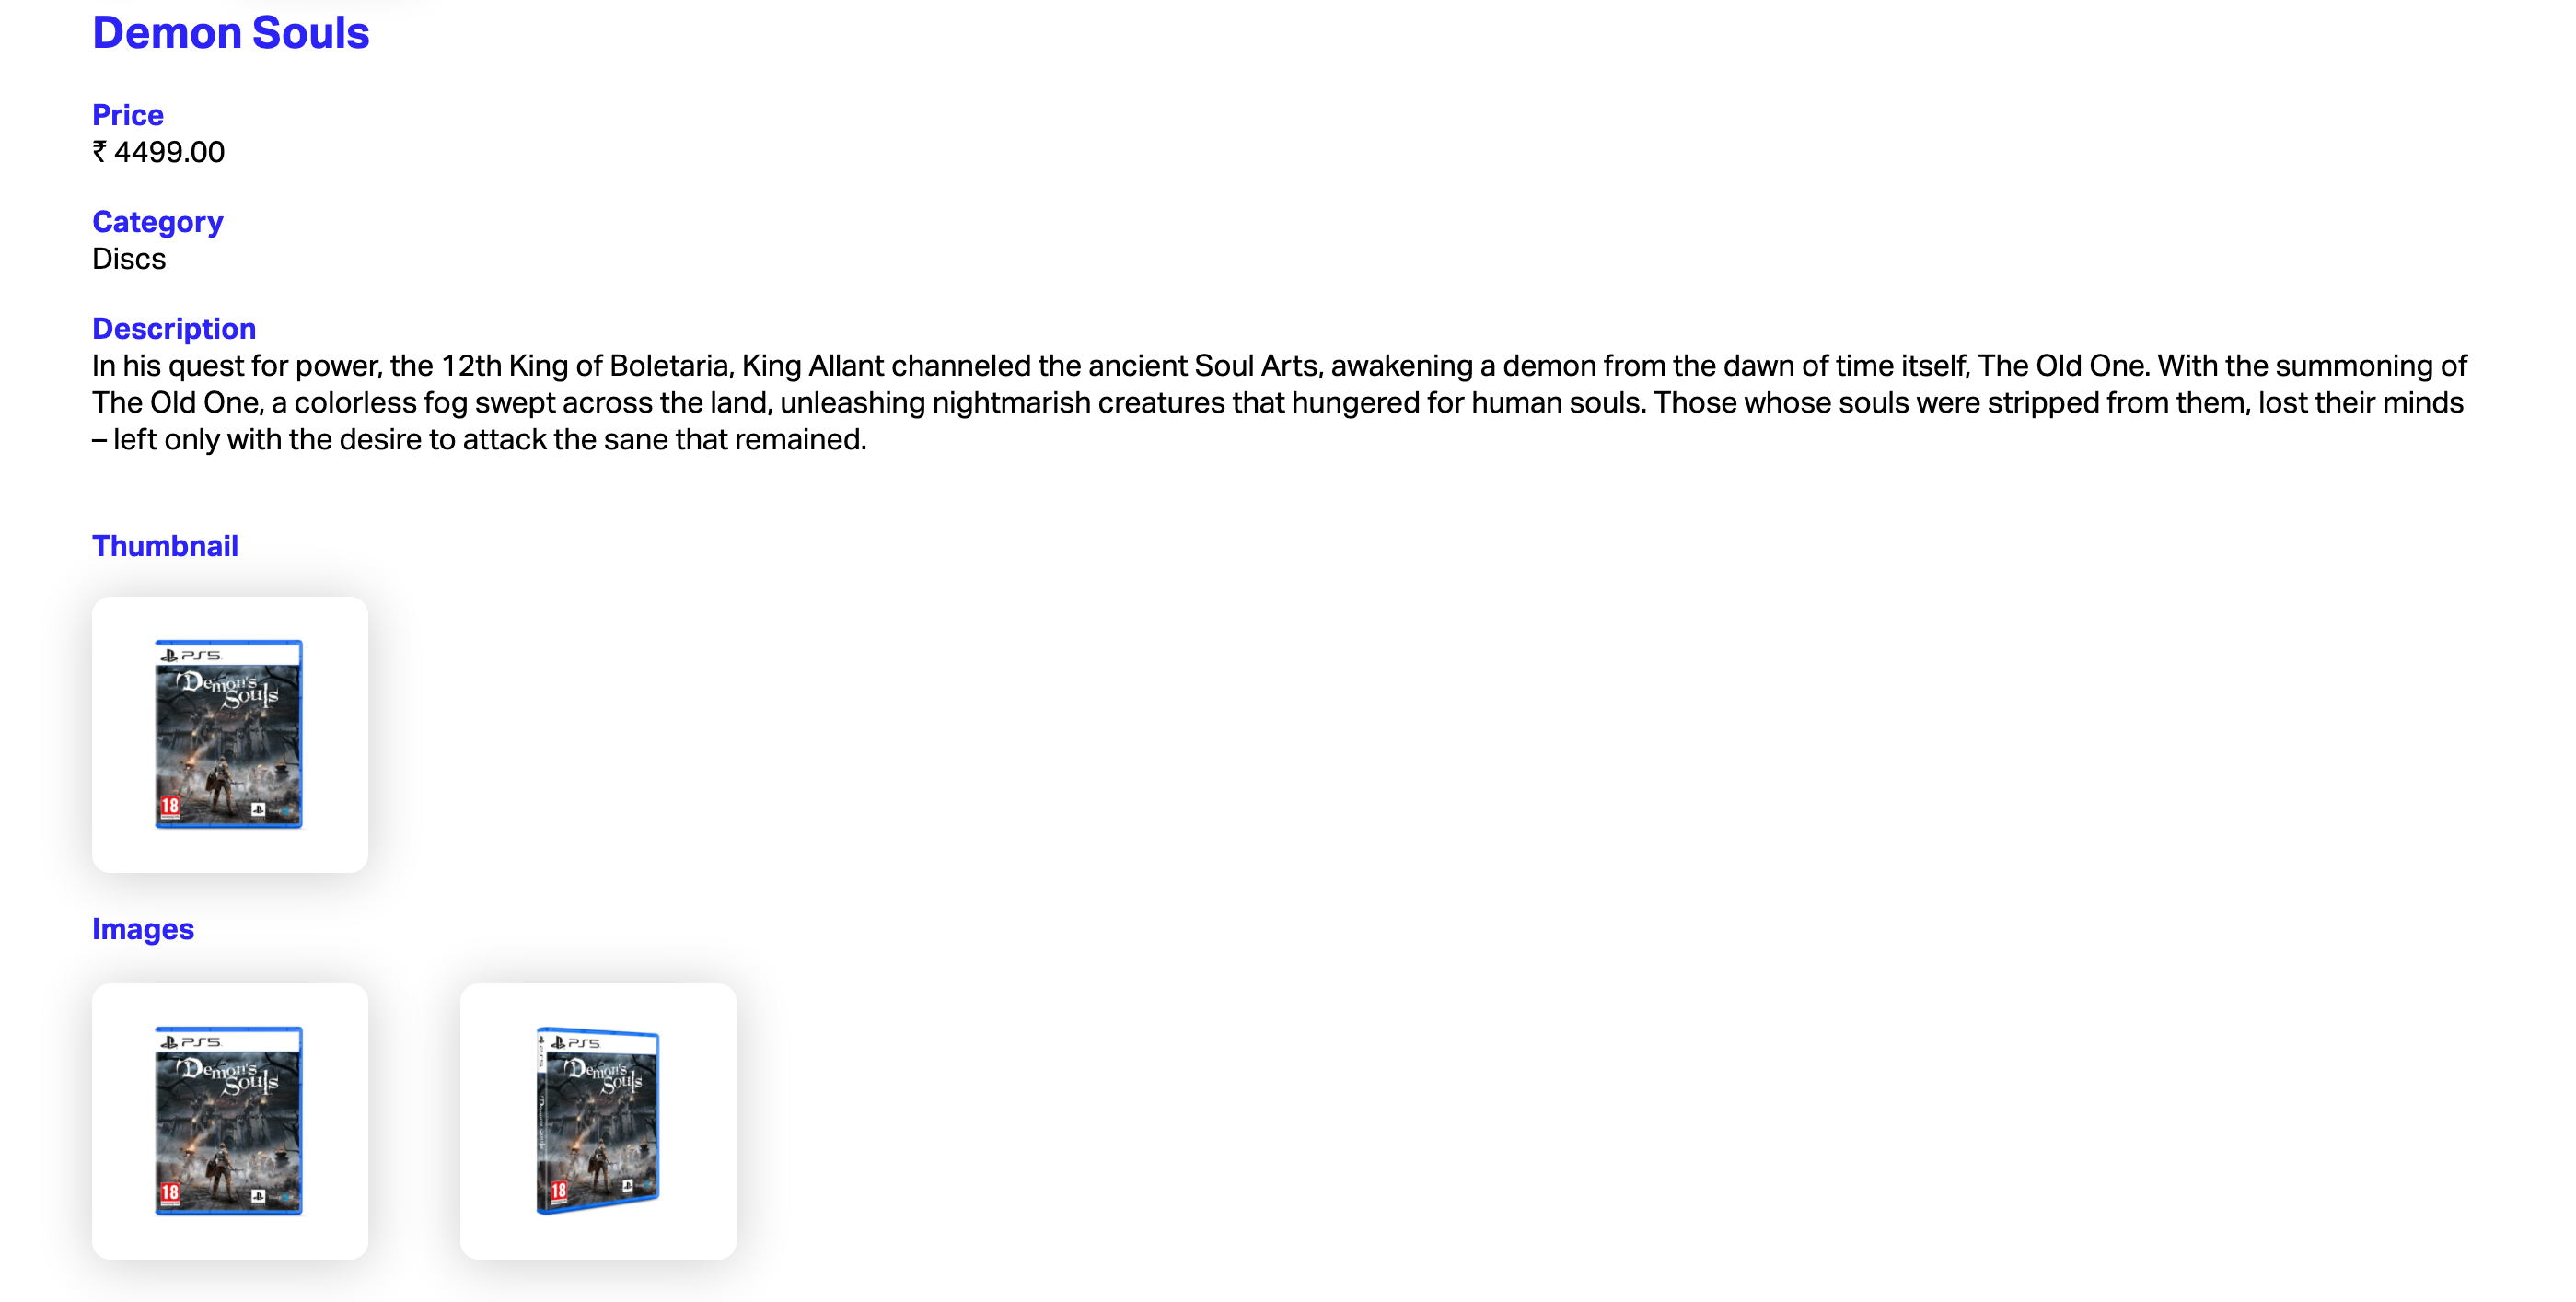 Demon Souls
Price
₹ 4499.00
Category
Discs
Description
In his quest for power, the 12th King of Boletaria, King Allant channeled the ancient Soul Arts, awakening a demon from the dawn of time itself, The Old One. With the summoning of
The Old One, a colorless fog swept across the land, unleashing nightmarish creatures that hungered for human souls. Those whose souls were stripped from them, lost their minds
– left only with the desire to attack the sane that remained.
Thumbnail
PS5
Demon's
Souls
18
Images
PS5
Demon's
Souls
18
PS5
PS5
Demon's
Souls
18